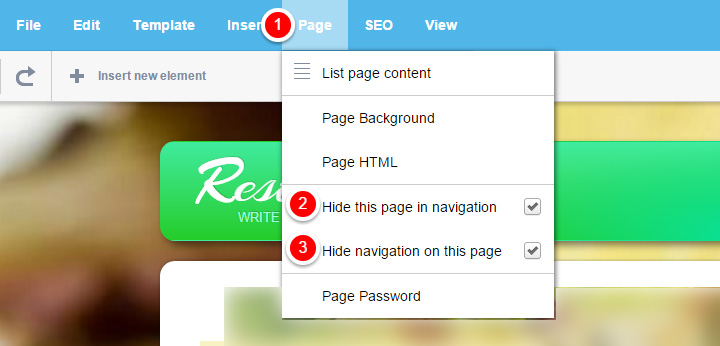 File Edit Template Insert 1 Page SEO View
Insert new element
List page content
Page Background
Page HTML
2 Hide this page in navigation
WRITE
3 Hide navigation on this page
Page Password